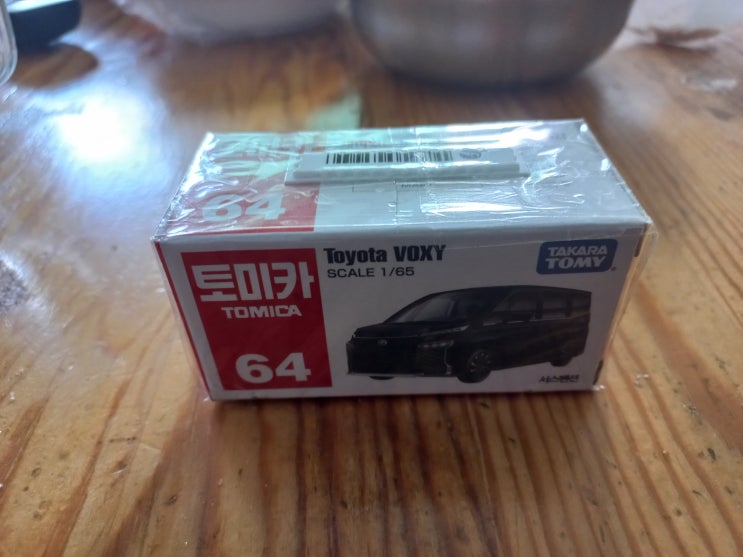 64
토미카
TOMICA
64
Toyota VOXY
SCALE 1/65
TAKARA
TOMY